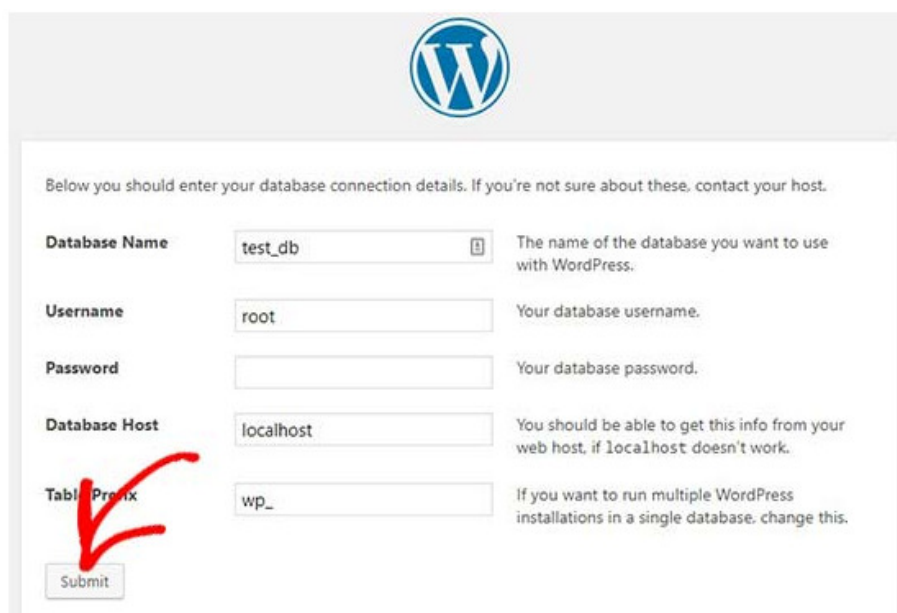 Below you should enter your database connection details. If you're not sure about these, contact your host.
Database Name
test_db
The name of the database you want to use
with WordPress.
Username
root
Your database username.
Password
Your database password.
Database Host
localhost
You should be able to get this info from your
web host, if localhost doesn't work.
Table Prefix
wp_
If you want to run multiple WordPress
installations in a single database, change this.
Submit